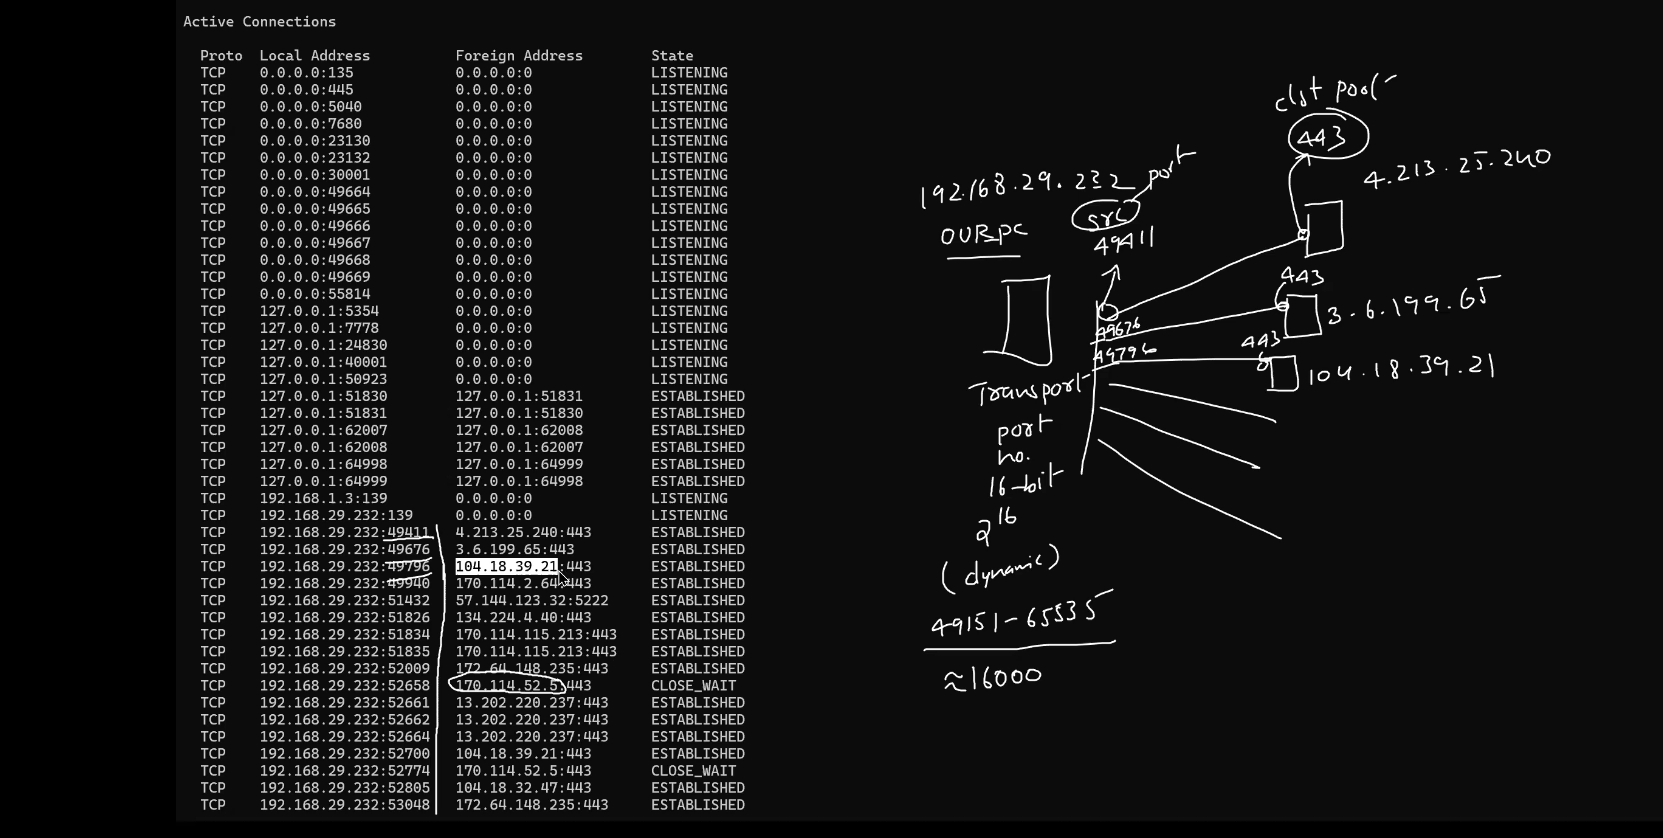 Active Connections
Proto Local Address Foreign Address State
TCP 0.0.0.0:135 0.0.0.0:0 LISTENING
TCP 0.0.0.0:445 0.0.0.0:0 LISTENING
TCP 0.0.0.0:5040 0.0.0.0:0 LISTENING
TCP 0.0.0.0:7680 0.0.0.0:0 LISTENING
TCP 0.0.0.0:23130 0.0.0.0:0 LISTENING
TCP 0.0.0.0:23132 0.0.0.0:0 LISTENING
TCP 0.0.0.0:30001 0.0.0.0:0 LISTENING
TCP 0.0.0.0:49664 0.0.0.0:0 LISTENING
TCP 0.0.0.0:49665 0.0.0.0:0 LISTENING
TCP 0.0.0.0:49666 0.0.0.0:0 LISTENING
TCP 0.0.0.0:49667 0.0.0.0:0 LISTENING
TCP 0.0.0.0:49668 0.0.0.0:0 LISTENING
TCP 0.0.0.0:49669 0.0.0.0:0 LISTENING
TCP 0.0.0.0:55814 0.0.0.0:0 LISTENING
TCP 127.0.0.1:5354 0.0.0.0:0 LISTENING
TCP 127.0.0.1:7778 0.0.0.0:0 LISTENING
TCP 127.0.0.1:24830 0.0.0.0:0 LISTENING
TCP 127.0.0.1:40001 0.0.0.0:0 LISTENING
TCP 127.0.0.1:50923 0.0.0.0:0 LISTENING
TCP 127.0.0.1:51830 127.0.0.1:51831 ESTABLISHED
TCP 127.0.0.1:51831 127.0.0.1:51830 ESTABLISHED
TCP 127.0.0.1:62007 127.0.0.1:62008 ESTABLISHED
TCP 127.0.0.1:62008 127.0.0.1:62007 ESTABLISHED
TCP 127.0.0.1:64998 127.0.0.1:64999 ESTABLISHED
TCP 127.0.0.1:64999 127.0.0.1:64998 ESTABLISHED
TCP 192.168.1.3:139 0.0.0.0:0 LISTENING
TCP 192.168.29.232:139 0.0.0.0:0 LISTENING
TCP 192.168.29.232:49411 4.213.25.240:443 ESTABLISHED
TCP 192.168.29.232:49676 3.6.199.65:443 ESTABLISHED
TCP 192.168.29.232:49796 104.18.39.21:443 ESTABLISHED
TCP 192.168.29.232:49940 170.114.2.64:443 ESTABLISHED
TCP 192.168.29.232:51432 57.144.123.32:5222 ESTABLISHED
TCP 192.168.29.232:51826 134.224.4.40:443 ESTABLISHED
TCP 192.168.29.232:51834 170.114.115.213:443 ESTABLISHED
TCP 192.168.29.232:51835 170.114.115.213:443 ESTABLISHED
TCP 192.168.29.232:52009 172.64.148.235:443 ESTABLISHED
TCP 192.168.29.232:52658 170.114.52.5:443 CLOSE_WAIT
TCP 192.168.29.232:52661 13.202.220.237:443 ESTABLISHED
TCP 192.168.29.232:52662 13.202.220.237:443 ESTABLISHED
TCP 192.168.29.232:52664 13.202.220.237:443 ESTABLISHED
TCP 192.168.29.232:52700 104.18.39.21:443 ESTABLISHED
TCP 192.168.29.232:52774 170.114.52.5:443 CLOSE_WAIT
TCP 192.168.29.232:52805 104.18.32.47:443 ESTABLISHED
TCP 192.168.29.232:53048 172.64.148.235:443 ESTABLISHED
192.168.29.232
OUR PC
src port
49411
49676
49796
Transport
port
no.
16-bit
2^16
(dynamic)
49151-65535
≈16000
port
443
4.213.25.240
443
3.6.199.65
443
104.18.39.21